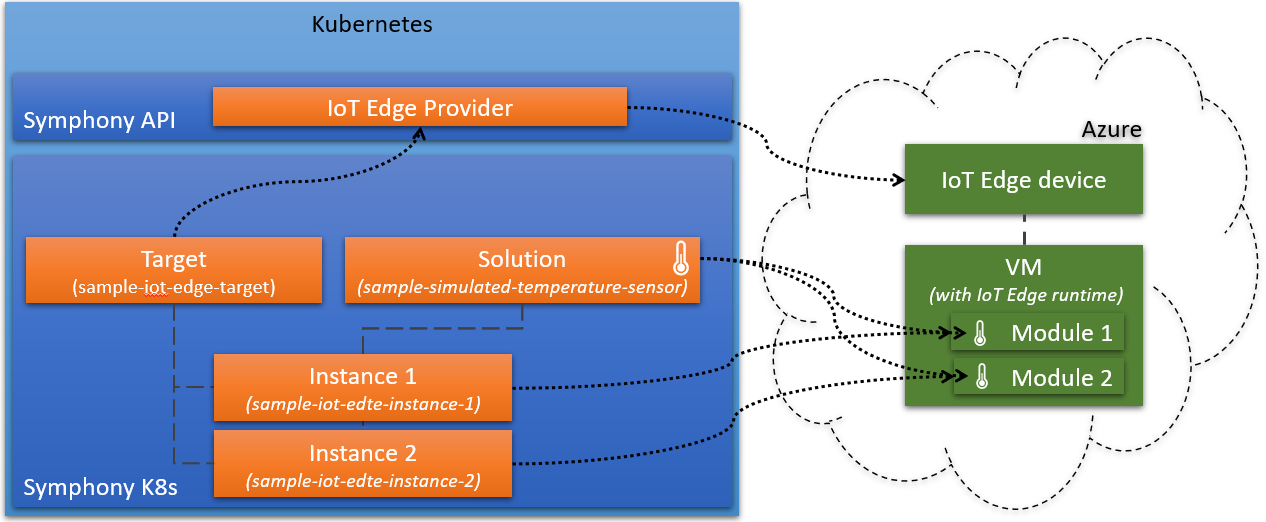 Kubernetes
Symphony API
IoT Edge Provider
Azure
IoT Edge device
Target
(sample-iot-edge-target)
Solution
(sample-simulated-temperature-sensor)
VM
(with IoT Edge runtime)
Module 1
Module 2
Instance 1
(sample-iot-edte-instance-1)
Instance 2
(sample-iot-edte-instance-2)
Symphony K8s